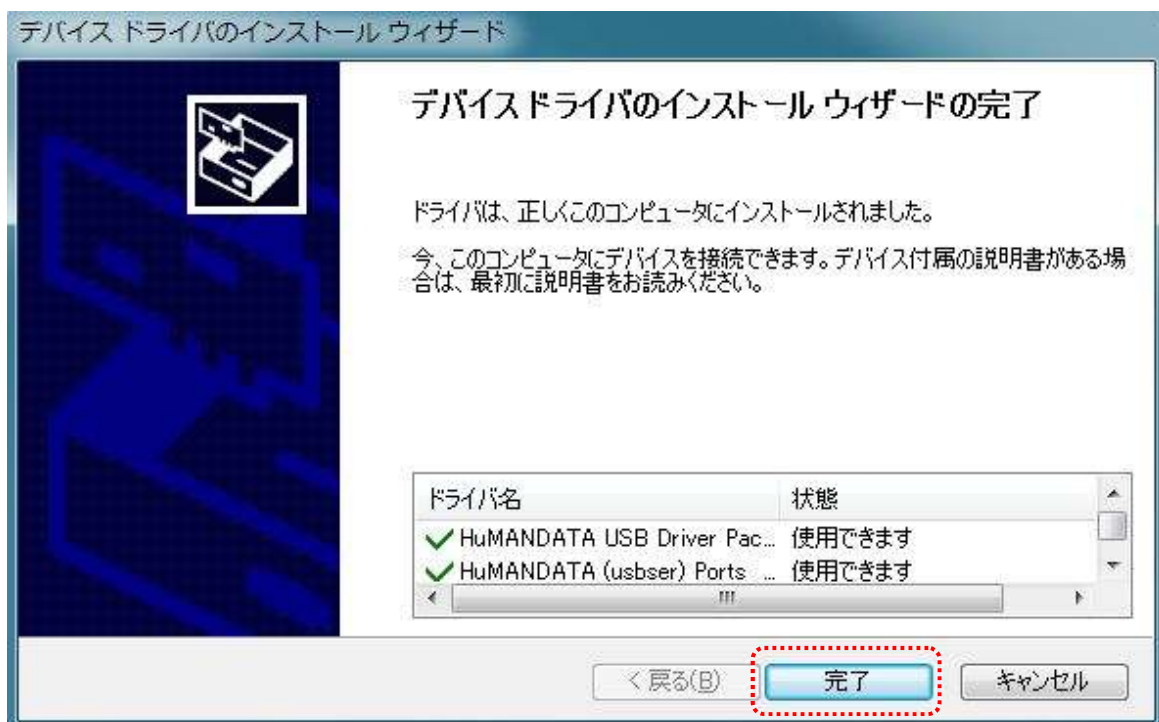 デバイス ドライバのインストール ウィザード
デバイス ドライバのインストール ウィザードの完了
ドライバは、正しくこのコンピュータにインストールされました。
今、このコンピュータにデバイスを接続できます。デバイス付属の説明書がある場
合は、最初に説明書をお読みください。
ドライバ名 状態
HuMANDATA USB Driver Pac... 使用できます
HuMANDATA (usbser) Ports ... 使用できます
< 戻る(B) 完了 キャンセル